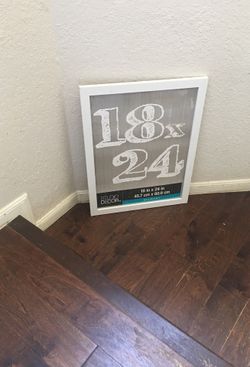 18x
24
STUDIO
DECOR
18 in x 24 in
45.7 cm x 60.9 cm